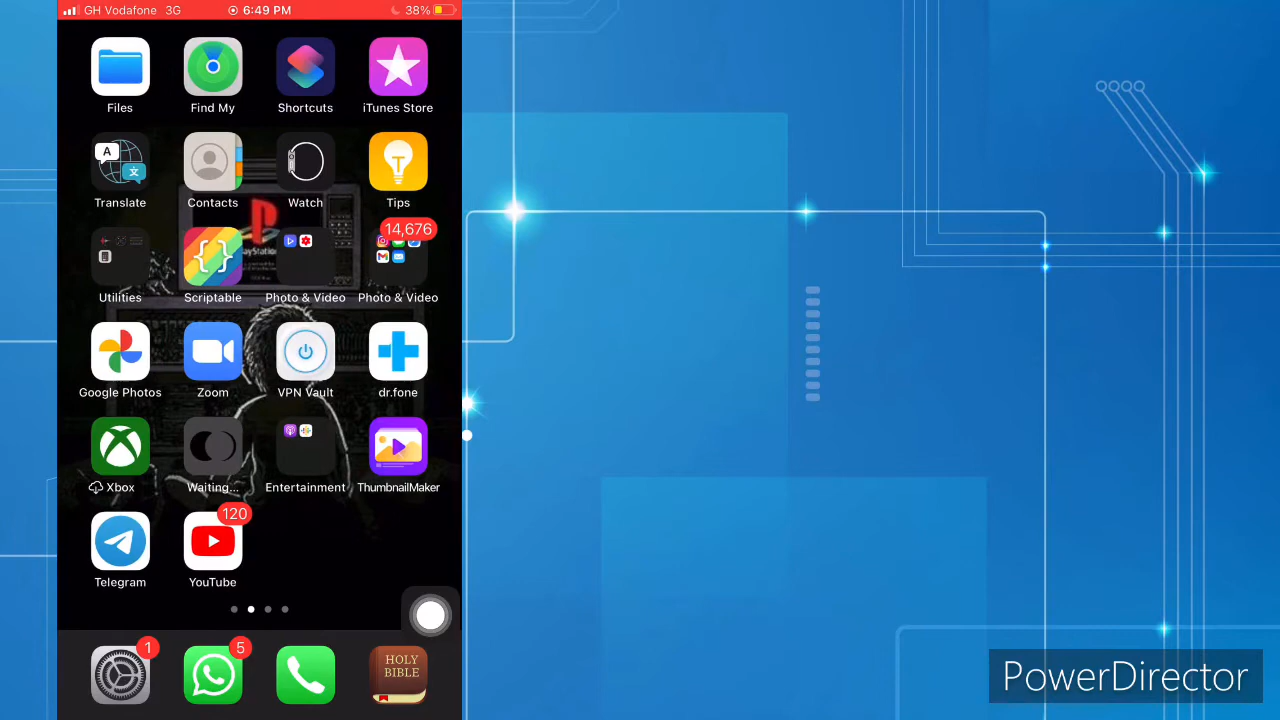 GH Vodafone 3G 6:49 PM 38%
Files Find My Shortcuts iTunes Store
A 文
Translate Contacts Watch Tips
14,676
PlayStation
Utilities Scriptable Photo & Video Photo & Video
Google Photos Zoom VPN Vault dr.fone
Xbox Waiting... Entertainment ThumbnailMaker
120
Telegram YouTube
1 5
HOLY
BIBLE
PowerDirector